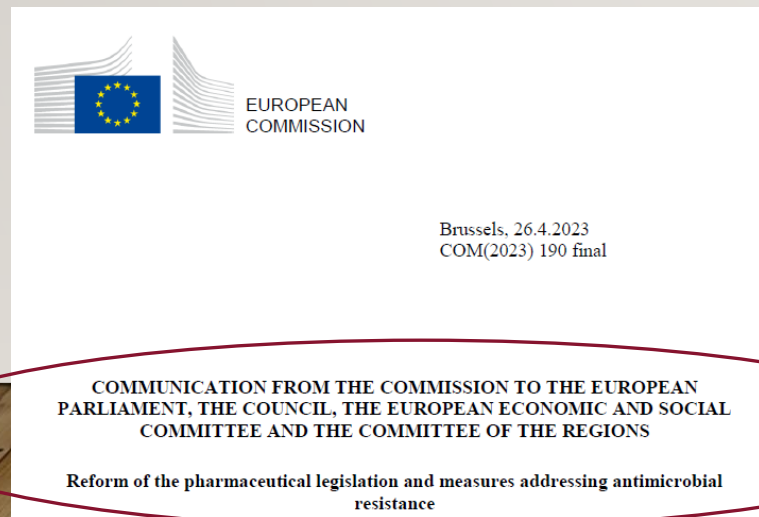 EUROPEAN
COMMISSION
Brussels, 26.4.2023
COM(2023) 190 final
COMMUNICATION FROM THE COMMISSION TO THE EUROPEAN
PARLIAMENT, THE COUNCIL, THE EUROPEAN ECONOMIC AND SOCIAL
COMMITTEE AND THE COMMITTEE OF THE REGIONS
Reform of the pharmaceutical legislation and measures addressing antimicrobial
resistance